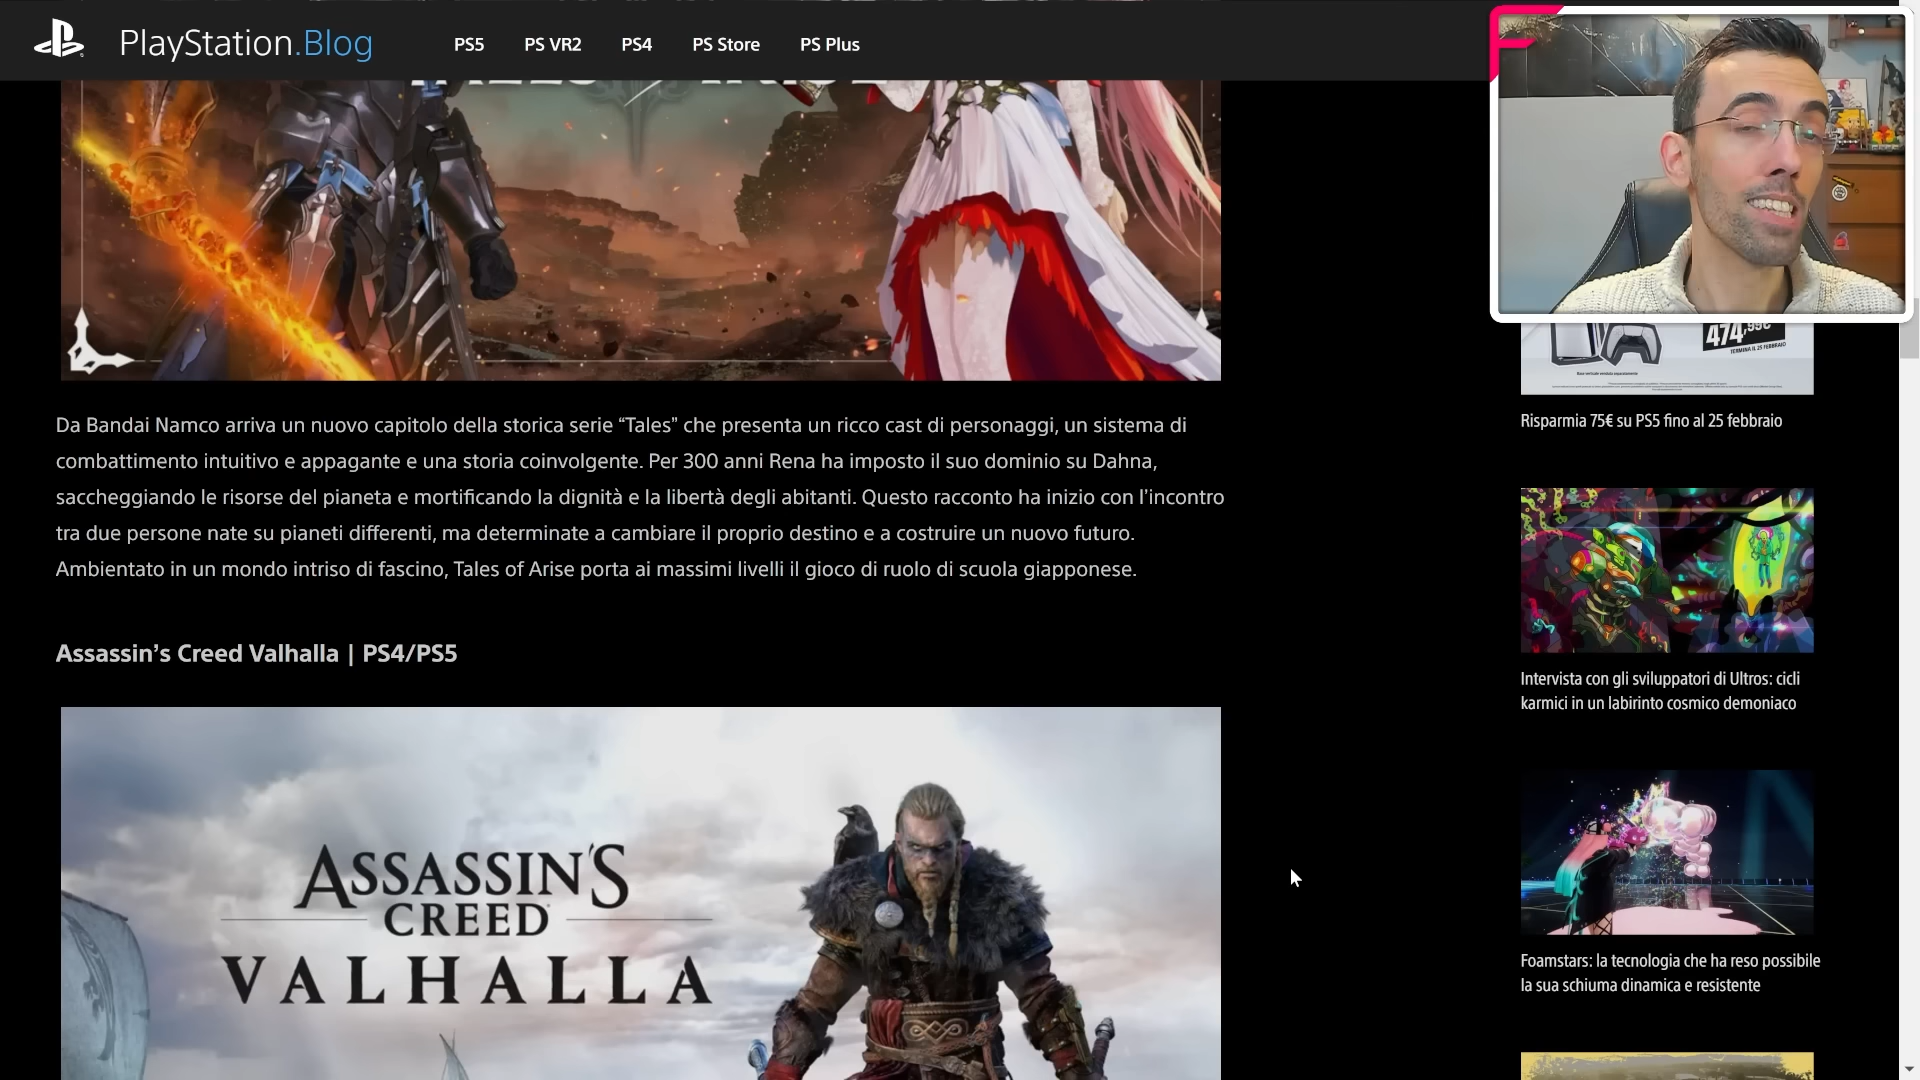 PlayStation.Blog
PS5
PS VR2
PS4
PS Store
PS Plus
Da Bandai Namco arriva un nuovo capitolo della storica serie “Tales” che presenta un ricco cast di personaggi, un sistema di
combattimento intuitivo e appagante e una storia coinvolgente. Per 300 anni Rena ha imposto il suo dominio su Dahna,
saccheggiando le risorse del pianeta e mortificando la dignità e la libertà degli abitanti. Questo racconto ha inizio con l’incontro
tra due persone nate su pianeti differenti, ma determinate a cambiare il proprio destino e a costruire un nuovo futuro.
Ambientato in un mondo intriso di fascino, Tales of Arise porta ai massimi livelli il gioco di ruolo di scuola giapponese.
Assassin’s Creed Valhalla | PS4/PS5
ASSASSIN'S
CREED
VALHALLA
474,99€
TERMINA IL 25 FEBBRAIO
Risparmia 75€ su PS5 fino al 25 febbraio
Intervista con gli sviluppatori di Ultros: cicli
karmici in un labirinto cosmico demoniaco
Foamstars: la tecnologia che ha reso possibile
la sua schiuma dinamica e resistente